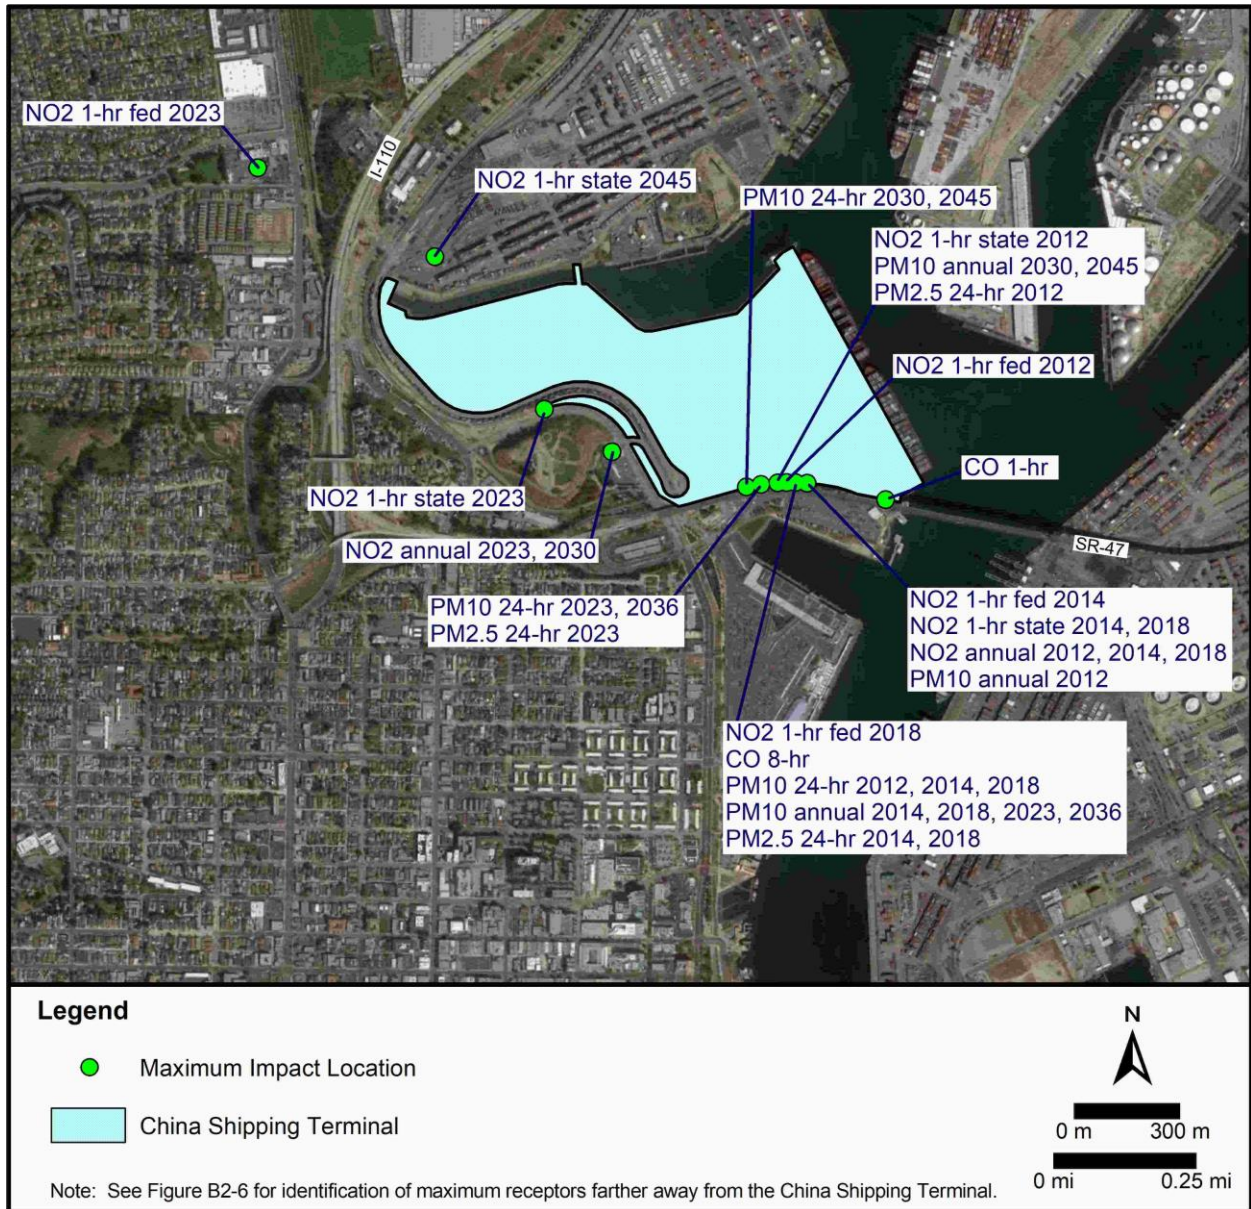 NO2 1-hr fed 2023
I-110
NO2 1-hr state 2045
PM10 24-hr 2030, 2045
NO2 1-hr state 2012
PM10 annual 2030, 2045
PM2.5 24-hr 2012
NO2 1-hr fed 2012
CO 1-hr
NO2 1-hr state 2023
NO2 annual 2023, 2030
SR-47
PM10 24-hr 2023, 2036
PM2.5 24-hr 2023
NO2 1-hr fed 2014
NO2 1-hr state 2014, 2018
NO2 annual 2012, 2014, 2018
PM10 annual 2012
NO2 1-hr fed 2018
CO 8-hr
PM10 24-hr 2012, 2014, 2018
PM10 annual 2014, 2018, 2023, 2036
PM2.5 24-hr 2014, 2018
Legend
Maximum Impact Location
China Shipping Terminal
Note: See Figure B2-6 for identification of maximum receptors farther away from the China Shipping Terminal.
N
0 m 300 m
0 mi 0.25 mi